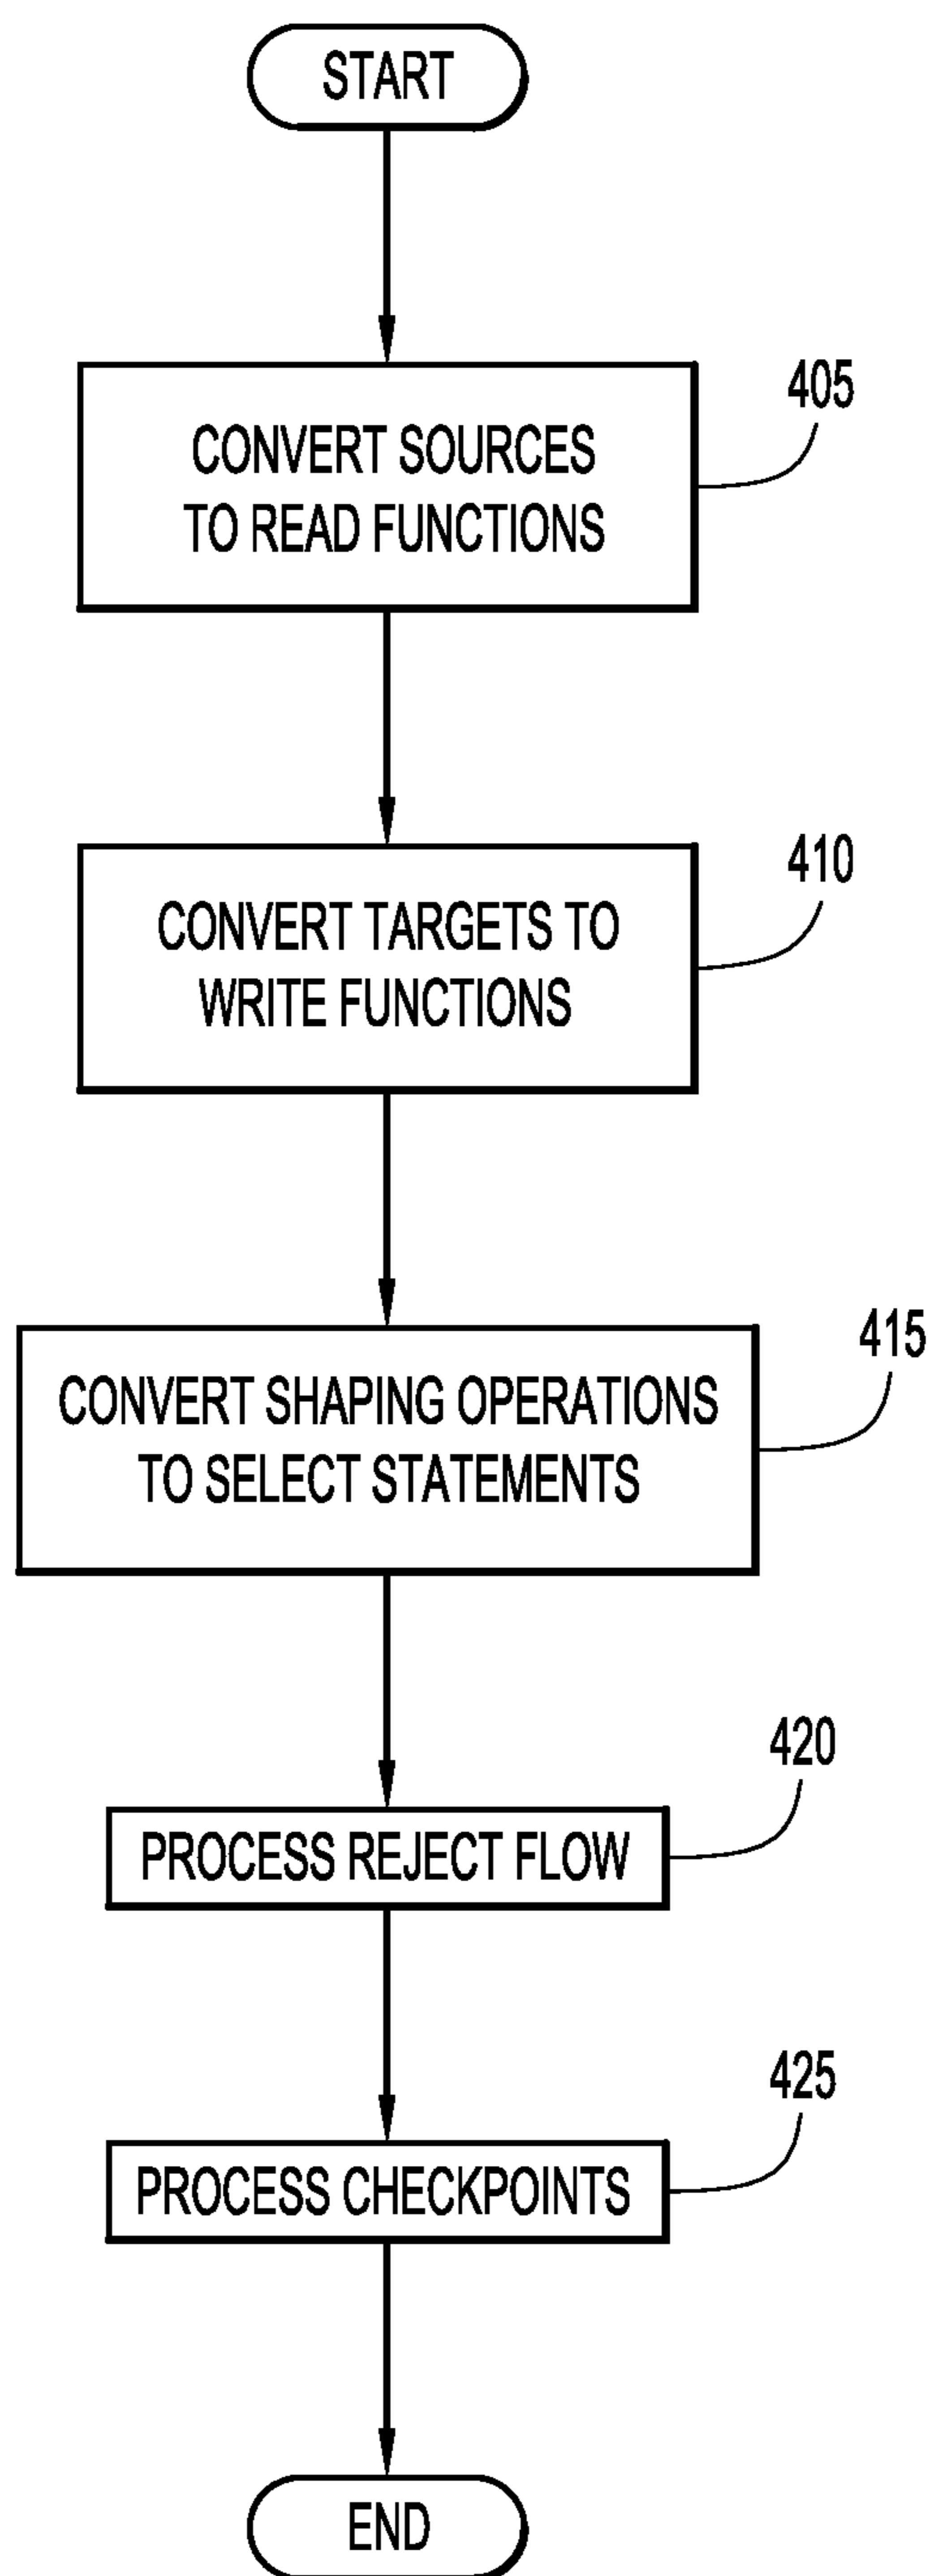 START
405
CONVERT SOURCES
TO READ FUNCTIONS
410
CONVERT TARGETS TO
WRITE FUNCTIONS
415
CONVERT SHAPING OPERATIONS
TO SELECT STATEMENTS
420
PROCESS REJECT FLOW
425
PROCESS CHECKPOINTS
END